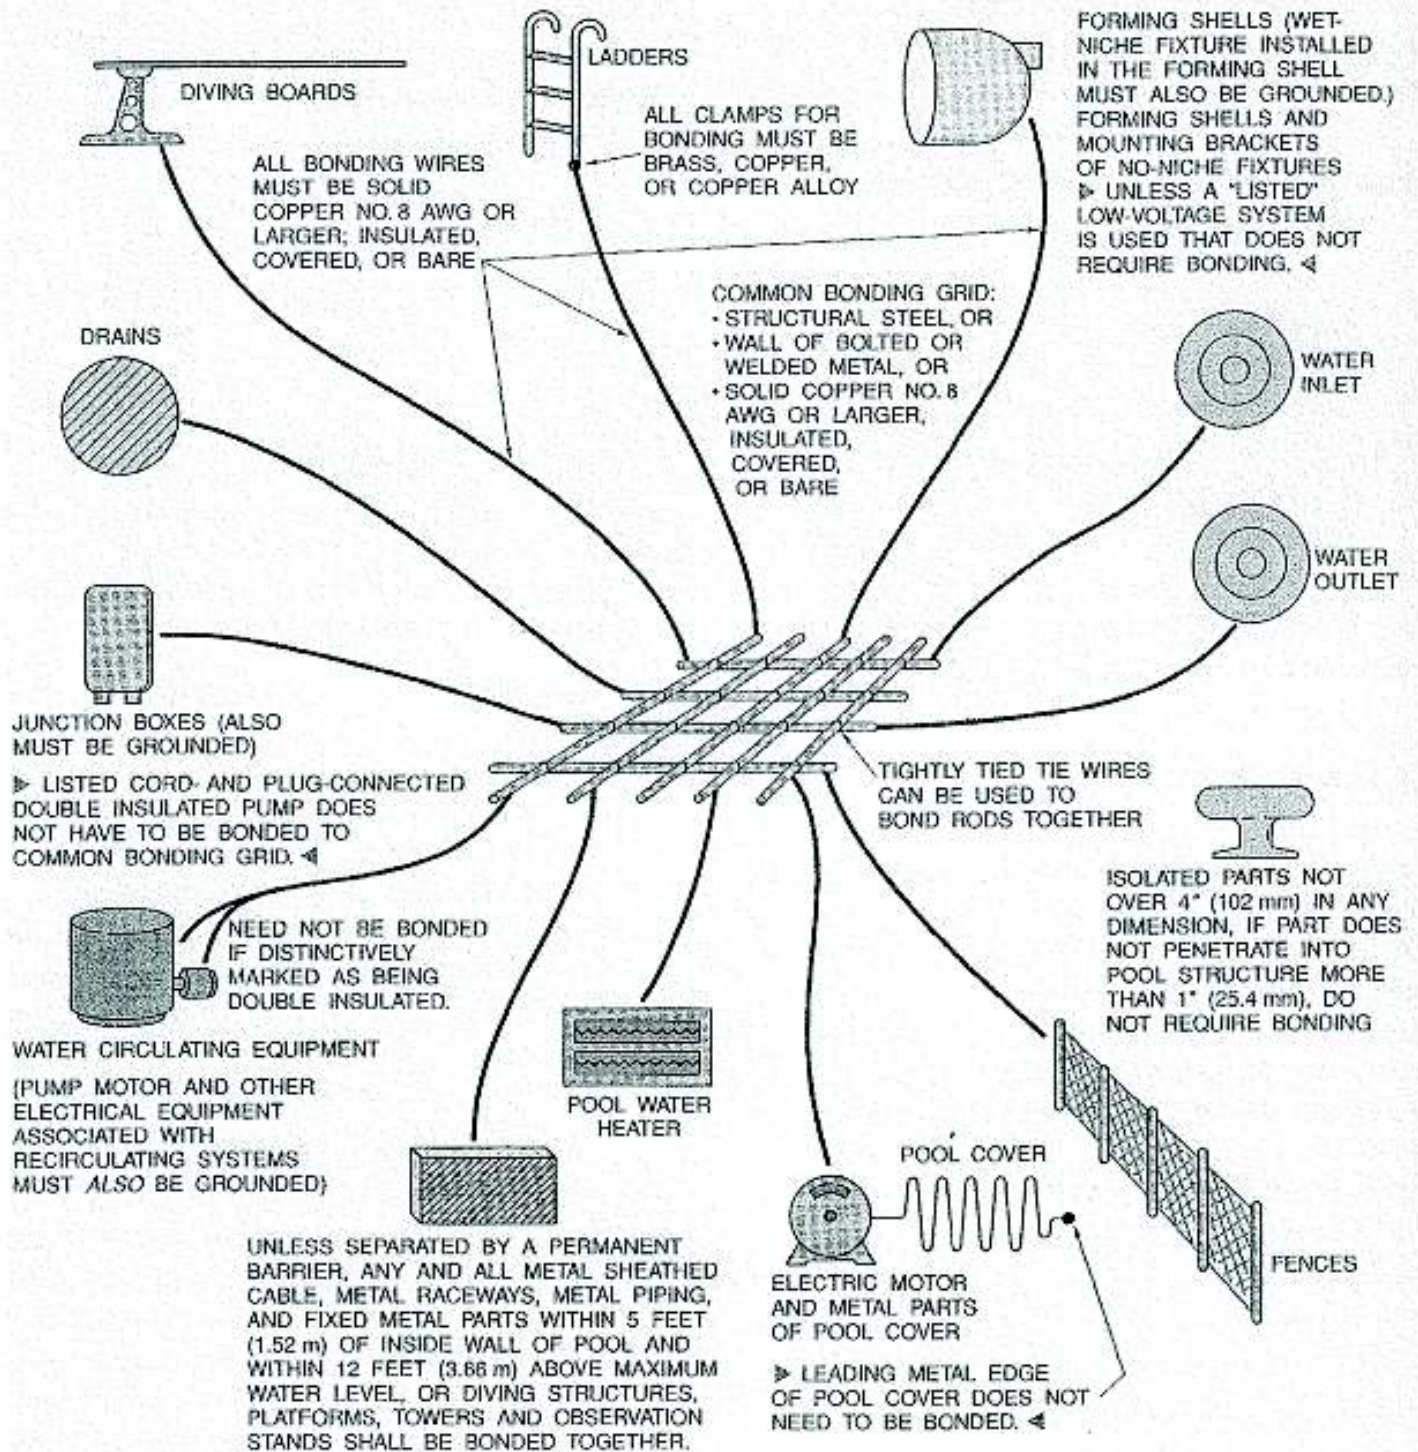 DIVING BOARDS
LADDERS
ALL CLAMPS FOR
BONDING MUST BE
BRASS, COPPER,
OR COPPER ALLOY
FORMING SHELLS (WET-
NICHE FIXTURE INSTALLED
IN THE FORMING SHELL
MUST ALSO BE GROUNDED.)
FORMING SHELLS AND
MOUNTING BRACKETS
OF NO-NICHE FIXTURES
▶ UNLESS A "LISTED"
LOW-VOLTAGE SYSTEM
IS USED THAT DOES NOT
REQUIRE BONDING. ◀
ALL BONDING WIRES
MUST BE SOLID
COPPER NO. 8 AWG OR
LARGER; INSULATED,
COVERED, OR BARE
COMMON BONDING GRID:
• STRUCTURAL STEEL, OR
• WALL OF BOLTED OR
WELDED METAL, OR
• SOLID COPPER NO. 8
AWG OR LARGER,
INSULATED,
COVERED,
OR BARE
DRAINS
WATER
INLET
WATER
OUTLET
JUNCTION BOXES (ALSO
MUST BE GROUNDED)
▶ LISTED CORD- AND PLUG-CONNECTED
DOUBLE INSULATED PUMP DOES
NOT HAVE TO BE BONDED TO
COMMON BONDING GRID. ◀
TIGHTLY TIED TIE WIRES
CAN BE USED TO
BOND RODS TOGETHER
ISOLATED PARTS NOT
OVER 4" (102 mm) IN ANY
DIMENSION, IF PART DOES
NOT PENETRATE INTO
POOL STRUCTURE MORE
THAN 1" (25.4 mm), DO
NOT REQUIRE BONDING
NEED NOT BE BONDED
IF DISTINCTIVELY
MARKED AS BEING
DOUBLE INSULATED.
WATER CIRCULATING EQUIPMENT
(PUMP MOTOR AND OTHER
ELECTRICAL EQUIPMENT
ASSOCIATED WITH
RECIRCULATING SYSTEMS
MUST ALSO BE GROUNDED)
POOL WATER
HEATER
POOL COVER
FENCES
UNLESS SEPARATED BY A PERMANENT
BARRIER, ANY AND ALL METAL SHEATHED
CABLE, METAL RACEWAYS, METAL PIPING,
AND FIXED METAL PARTS WITHIN 5 FEET
(1.52 m) OF INSIDE WALL OF POOL AND
WITHIN 12 FEET (3.66 m) ABOVE MAXIMUM
WATER LEVEL, OR DIVING STRUCTURES,
PLATFORMS, TOWERS AND OBSERVATION
STANDS SHALL BE BONDED TOGETHER.
ELECTRIC MOTOR
AND METAL PARTS
OF POOL COVER
▶ LEADING METAL EDGE
OF POOL COVER DOES NOT
NEED TO BE BONDED. ◀